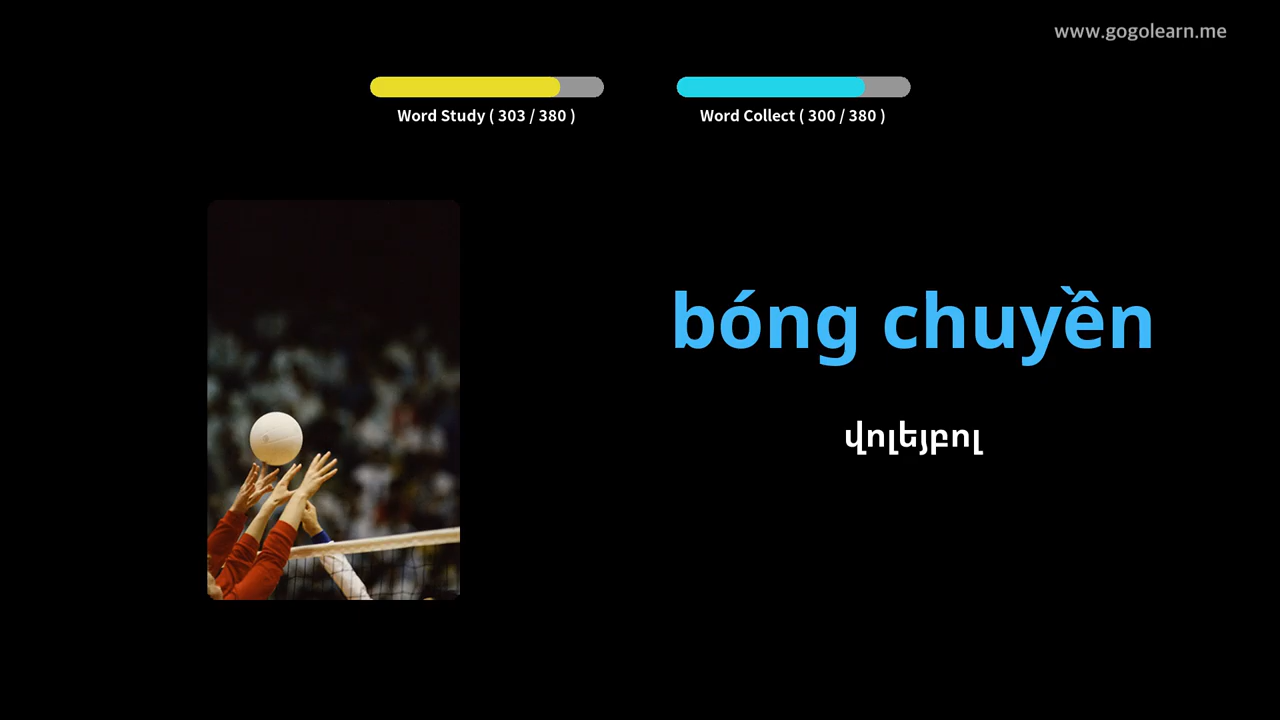 www.gogolearn.me
Word Study ( 303 / 380 )
Word Collect ( 300 / 380 )
bóng chuyền
վոլեյբոլ